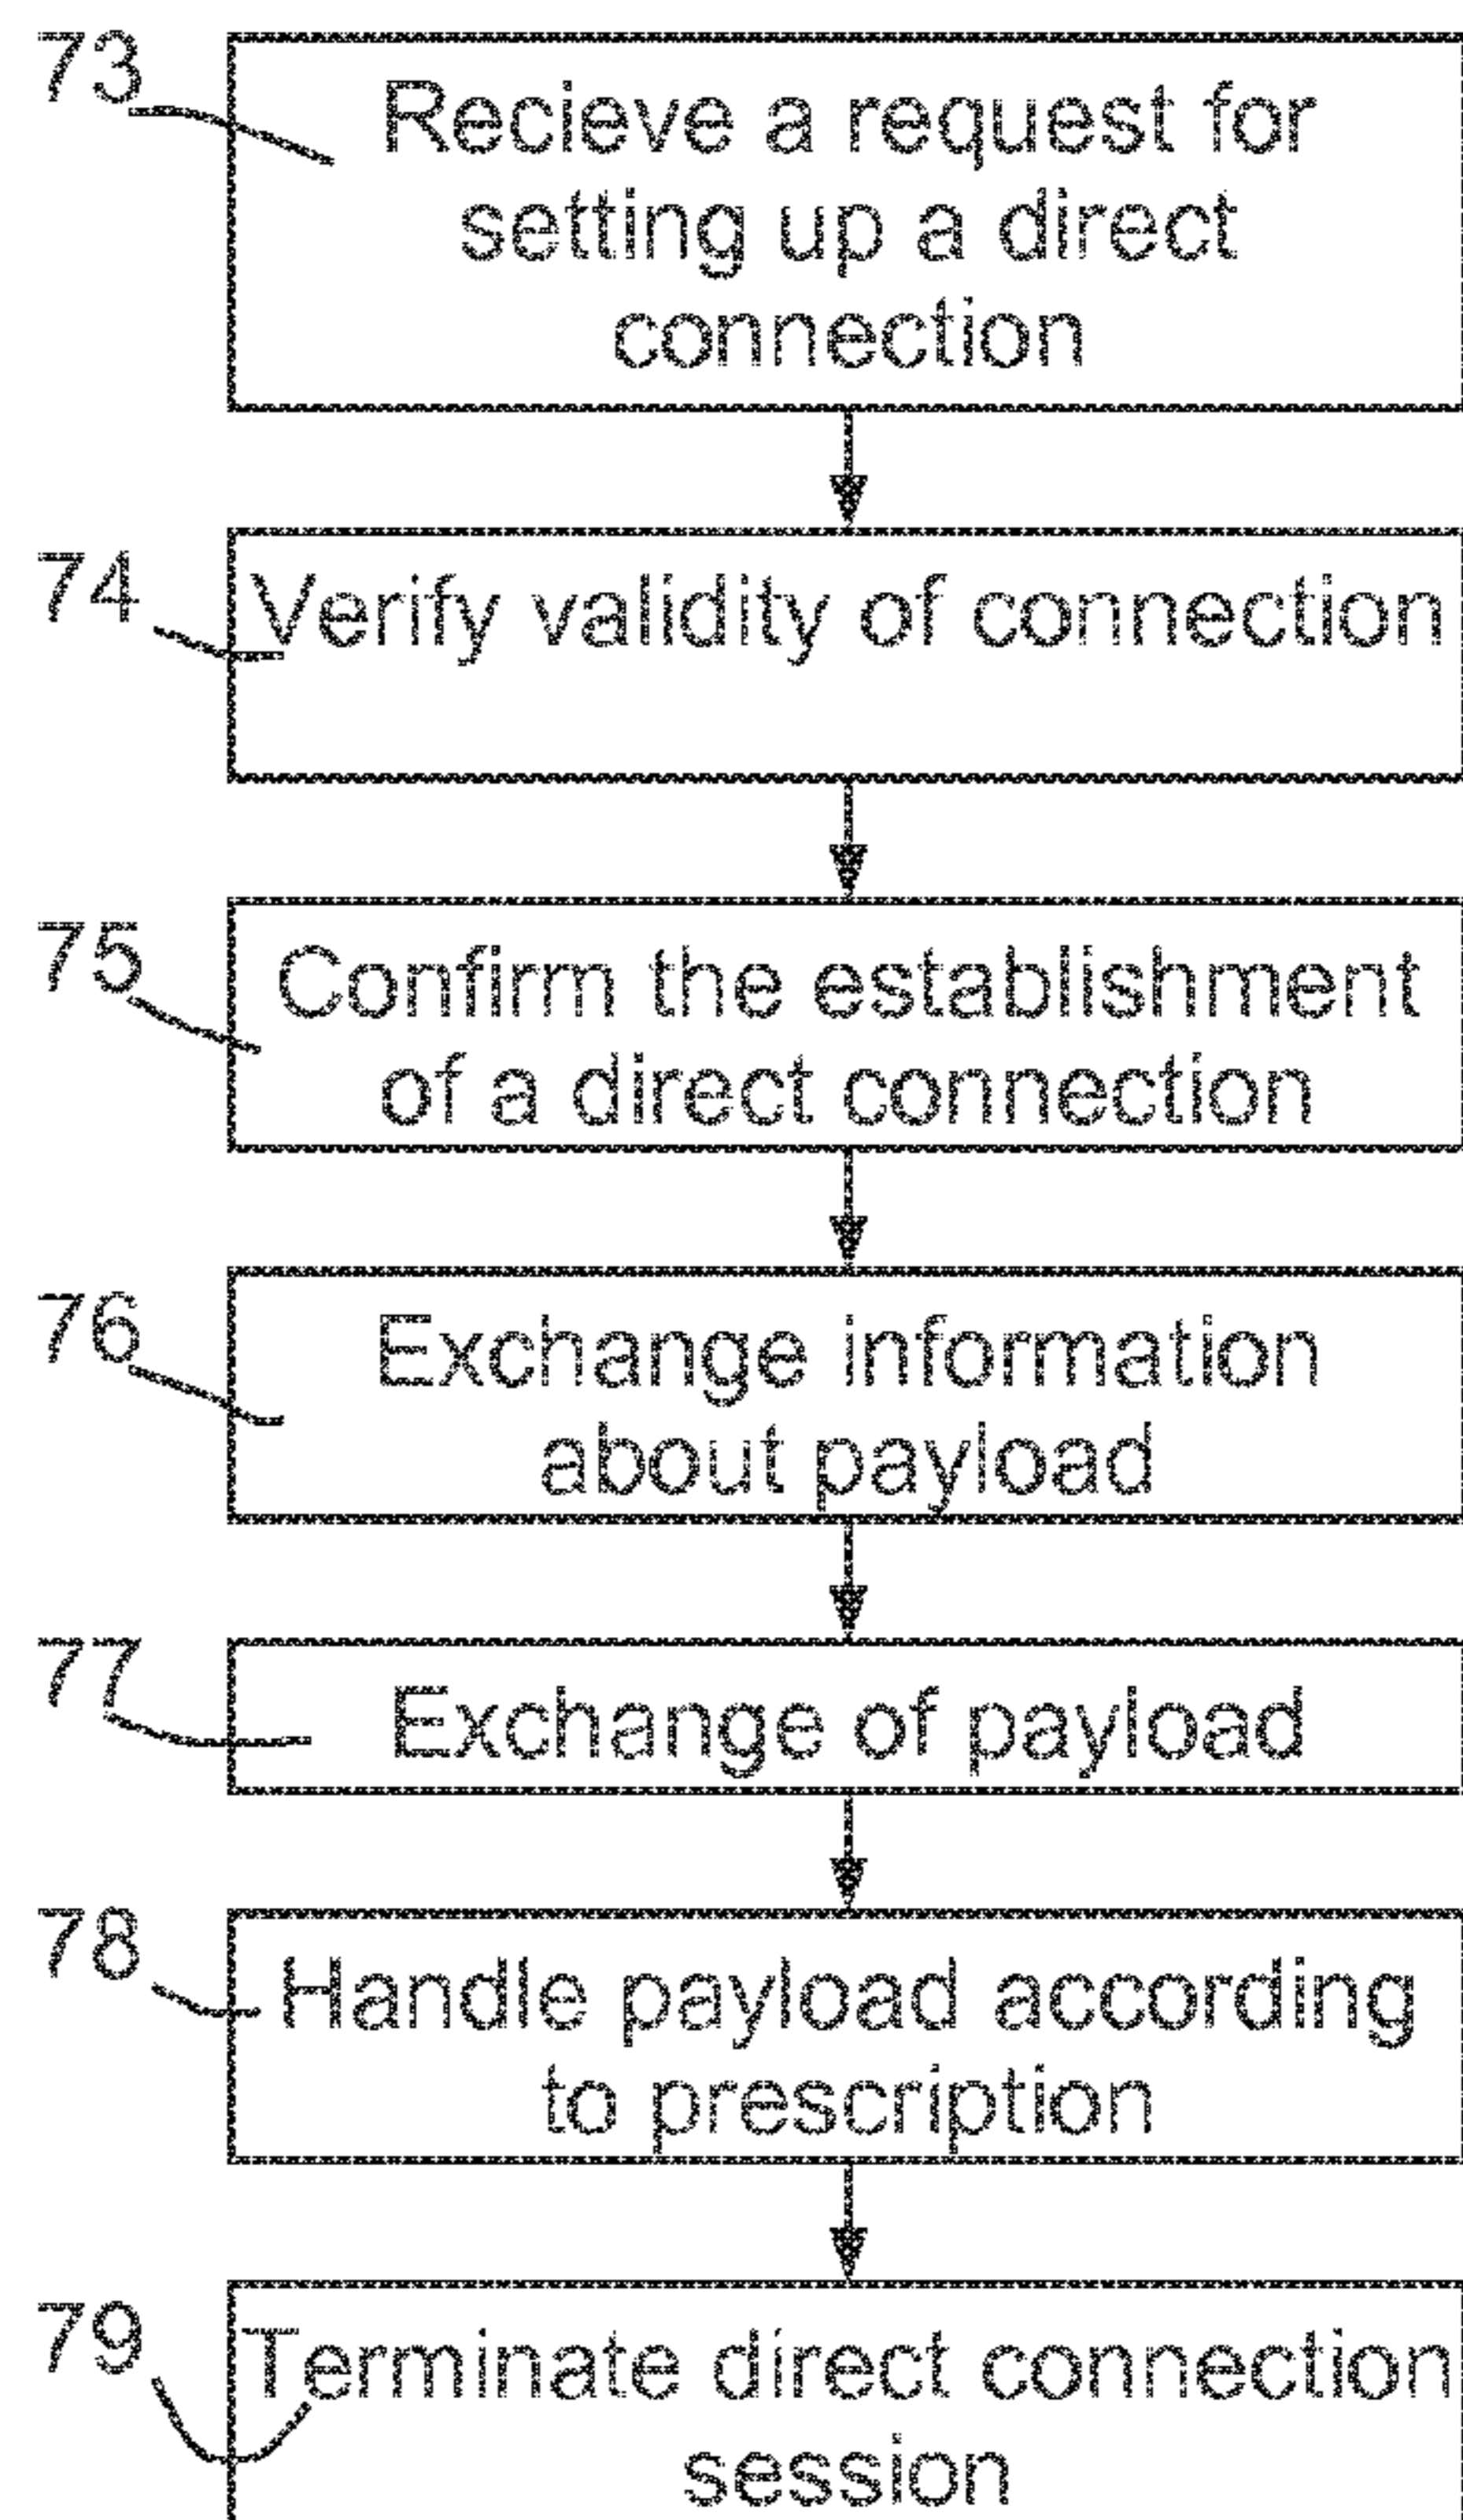 73
Recieve a request for
setting up a direct
connection
74
Verify validity of connection
75
Confirm the establishment
of a direct connection
76
Exchange information
about payload
77
Exchange of payload
78
Handle payload according
to prescription
79
Terminate direct connection
session